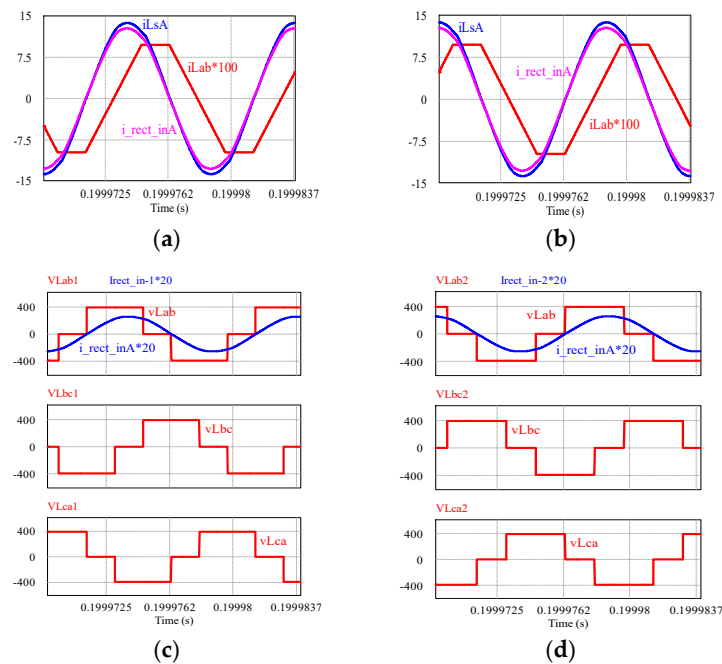 15
iLsA
iLab*100
7.5
0
i_rect_inA
-7.5
-15
0.1999725 0.1999762 0.19998 0.1999837
Time (s)
(a)
15
iLsA
7.5
i_rect_inA
0
iLab*100
-7.5
-15
0.1999725 0.1999762 0.19998 0.1999837
Time (s)
(b)
VLab1 Irect_in-1*20
400
vLab
0
i_rect_inA*20
-400
VLbc1
400
vLbc
0
-400
VLca1
400
vLca
0
-400
0.1999725 0.1999762 0.19998 0.1999837
Time (s)
(c)
VLab2 Irect_in-2*20
400
vLab
0
i_rect_inA*20
-400
VLbc2
400
vLbc
0
-400
VLca2
400
vLca
0
-400
0.1999725 0.1999762 0.19998 0.1999837
Time (s)
(d)